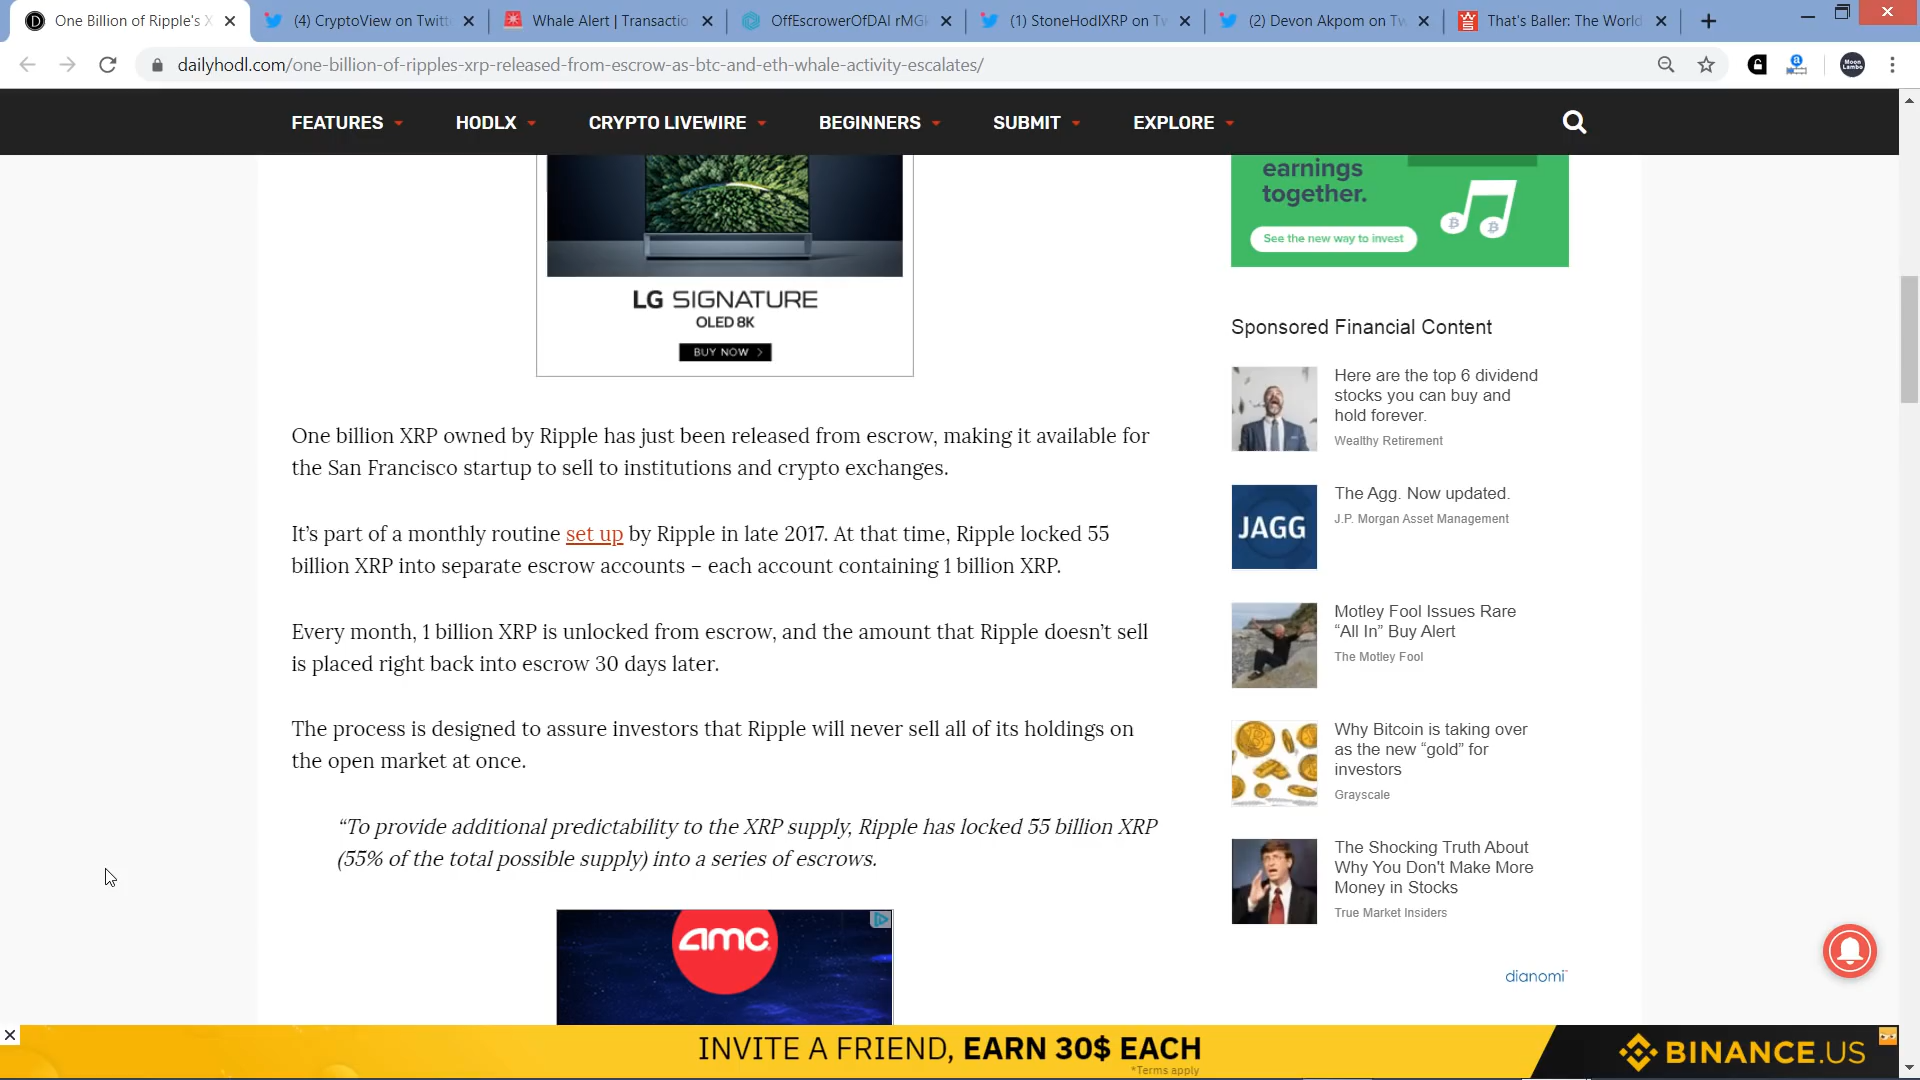 One Billion of Ripple's X
(4) CryptoView on Twitt
Whale Alert | Transactio
OffEscrowerOfDAI rMG
(1) StoneHodlXRP on Tw
(2) Devon Akpom on Tw
That's Baller: The World
dailyhodl.com/one-billion-of-ripples-xrp-released-from-escrow-as-btc-and-eth-whale-activity-escalates/
FEATURES
HODLX
CRYPTO LIVEWIRE
BEGINNERS
SUBMIT
EXPLORE
LG SIGNATURE
OLED 8K
BUY NOW >
One billion XRP owned by Ripple has just been released from escrow, making it available for
the San Francisco startup to sell to institutions and crypto exchanges.
It's part of a monthly routine set up by Ripple in late 2017. At that time, Ripple locked 55
billion XRP into separate escrow accounts – each account containing 1 billion XRP.
Every month, 1 billion XRP is unlocked from escrow, and the amount that Ripple doesn't sell
is placed right back into escrow 30 days later.
The process is designed to assure investors that Ripple will never sell all of its holdings on
the open market at once.
“To provide additional predictability to the XRP supply, Ripple has locked 55 billion XRP
(55% of the total possible supply) into a series of escrows.
amc
earnings
together.
See the new way to invest
Sponsored Financial Content
Here are the top 6 dividend
stocks you can buy and
hold forever.
Wealthy Retirement
JAGG
The Agg. Now updated.
J.P. Morgan Asset Management
Motley Fool Issues Rare
“All In” Buy Alert
The Motley Fool
Why Bitcoin is taking over
as the new “gold” for
investors
Grayscale
The Shocking Truth About
Why You Don't Make More
Money in Stocks
True Market Insiders
dianomi
INVITE A FRIEND, EARN 30$ EACH
*Terms apply
BINANCE.US